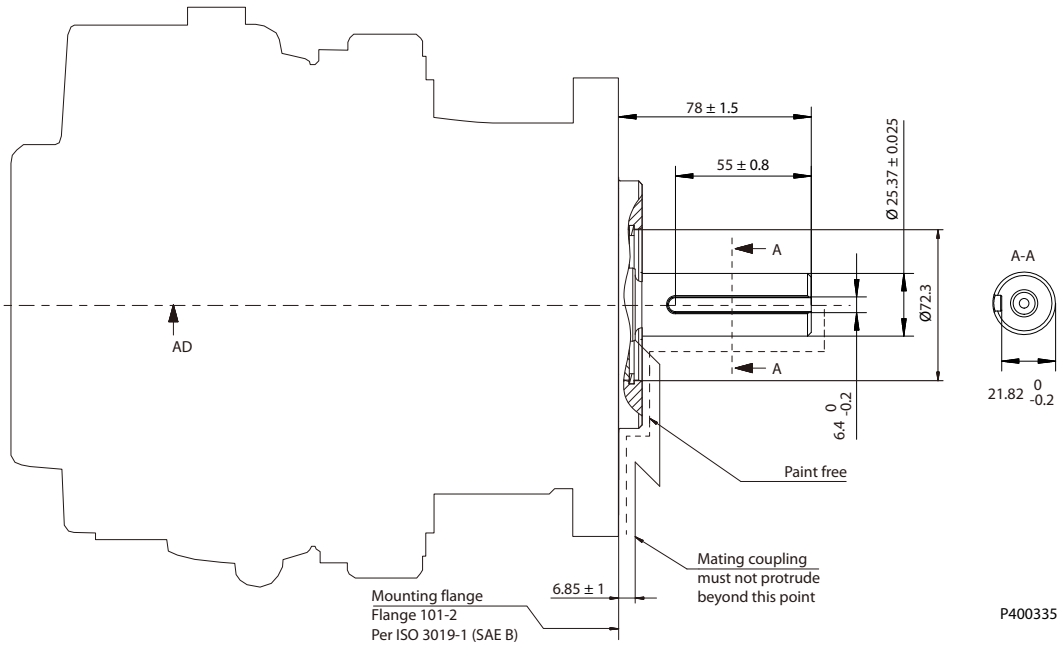 78 ± 1.5
55 ± 0.8
Ø 25.37 ± 0.025
A
A-A
Ø72.3
AD
A
21.82 0 -0.2
6.4 0 -0.2
Paint free
Mating coupling
must not protrude
beyond this point
6.85 ± 1
Mounting flange
Flange 101-2
Per ISO 3019-1 (SAE B)
P400335